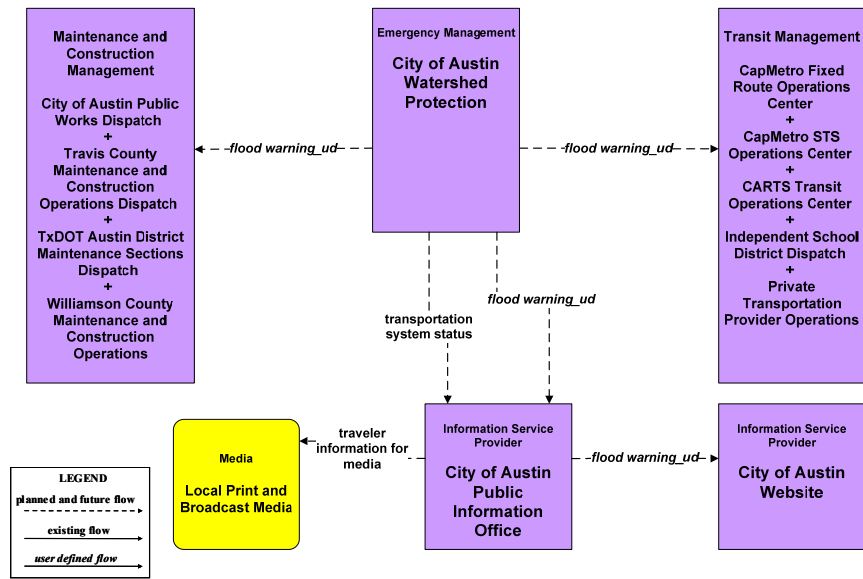 Maintenance and
Construction
Management
City of Austin Public
Works Dispatch
+
Travis County
Maintenance and
Construction
Operations Dispatch
+
TxDOT Austin District
Maintenance Sections
Dispatch
+
Williamson County
Maintenance and
Construction
Operations
Emergency Management
City of Austin
Watershed
Protection
Transit Management
CapMetro Fixed
Route Operations
Center
+
CapMetro STS
Operations Center
+
CARTS Transit
Operations Center
+
Independent School
District Dispatch
+
Private
Transportation
Provider Operations
flood warning_ud
flood warning_ud
flood warning_ud
transportation
system status
traveler
information for
media
Media
Local Print and
Broadcast Media
Information Service
Provider
City of Austin
Public
Information
Office
flood warning_ud
Information Service
Provider
City of Austin
Website
LEGEND
planned and future flow
existing flow
user defined flow